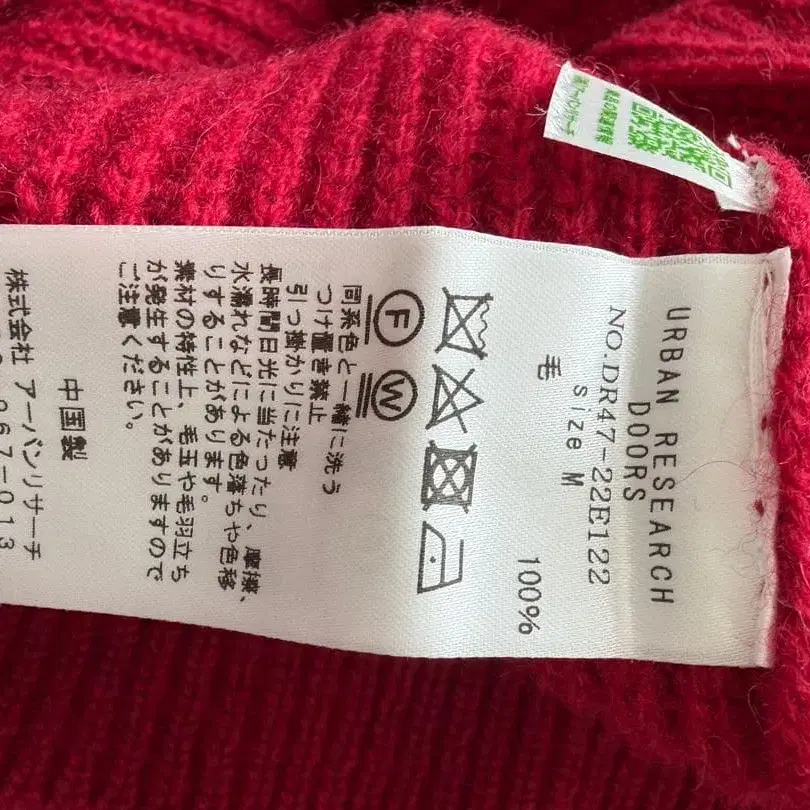 URBAN RESEARCH
DOORS
NO.DR47-22E122
Size M
毛 100%
F
W
同系色と一緒に洗う
つけ置き禁止
引っ掛かりに注意
長時間日光に当たったり、摩擦、
水濡れなどによる色落ちや色移
りすることがあります。
素材の特性上、毛玉や毛羽立ち
が発生することがありますので
ご注意ください。
中国製
株式会社 アーバンリサーチ